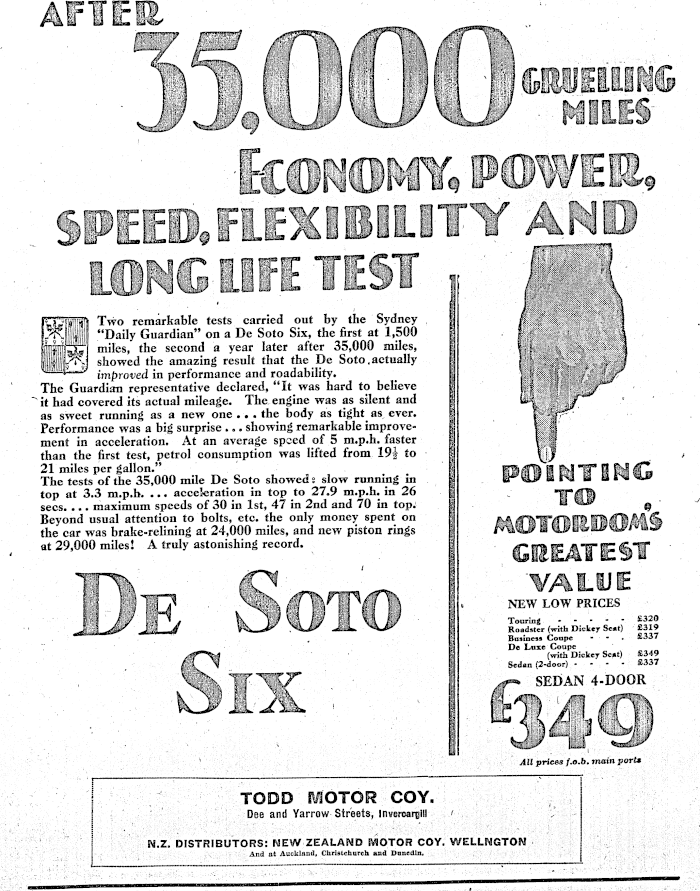 AFTER
35,000
GRUELLING
MILES
ECONOMY, POWER,
SPEED, FLEXIBILITY AND
LONG LIFE TEST
Two remarkable tests carried out by the Sydney
"Daily Guardian" on a De Soto Six, the first at 1,500
miles, the second a year later after 35,000 miles,
showed the amazing result that the De Soto actually
improved in performance and roadability.
The Guardian representative declared, "It was hard to believe
it had covered its actual mileage. The engine was as silent and
as sweet running as a new one ... the body as tight as ever.
Performance was a big surprise ... showing remarkable improve-
ment in acceleration. At an average speed of 5 m.p.h. faster
than the first test, petrol consumption was lifted from 19½ to
21 miles per gallon."
The tests of the 35,000 mile De Soto showed: slow running in
top at 3.3 m.p.h. ... acceleration in top to 27.9 m.p.h. in 26
secs. ... maximum speeds of 30 in 1st, 47 in 2nd and 70 in top.
Beyond usual attention to bolts, etc. the only money spent on
the car was brake-relining at 24,000 miles, and new piston rings
at 29,000 miles! A truly astonishing record.
DE SOTO
SIX
POINTING
TO
MOTORDOM'S
GREATEST
VALUE
NEW LOW PRICES
Touring - - - - - £320
Roadster (with Dickey Seat) £319
Business Coupe - - - £337
De Luxe Coupe
(with Dickey Seat) £349
Sedan (2-door) - - - - £337
SEDAN 4-DOOR
£349
All prices f.o.b. main ports
TODD MOTOR COY.
Dee and Yarrow Streets, Invercargill
N.Z. DISTRIBUTORS: NEW ZEALAND MOTOR COY. WELLNGTON
And at Auckland, Christchurch and Dunedin.